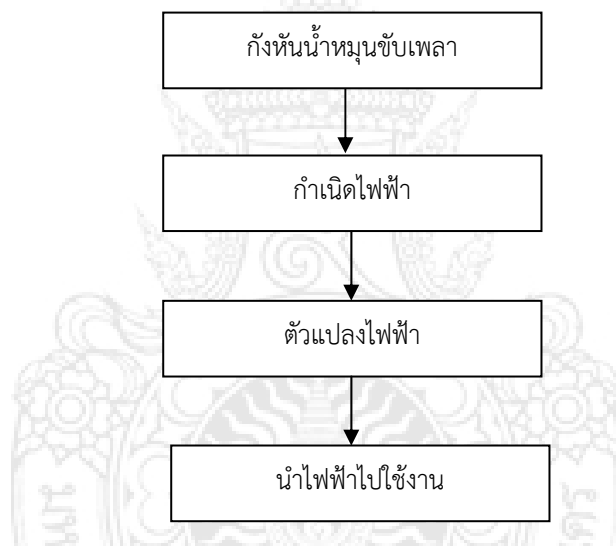 กังหันน้ำหมุนขับเพลา
กำเนิดไฟฟ้า
ตัวแปลงไฟฟ้า
นำไฟฟ้าไปใช้งาน